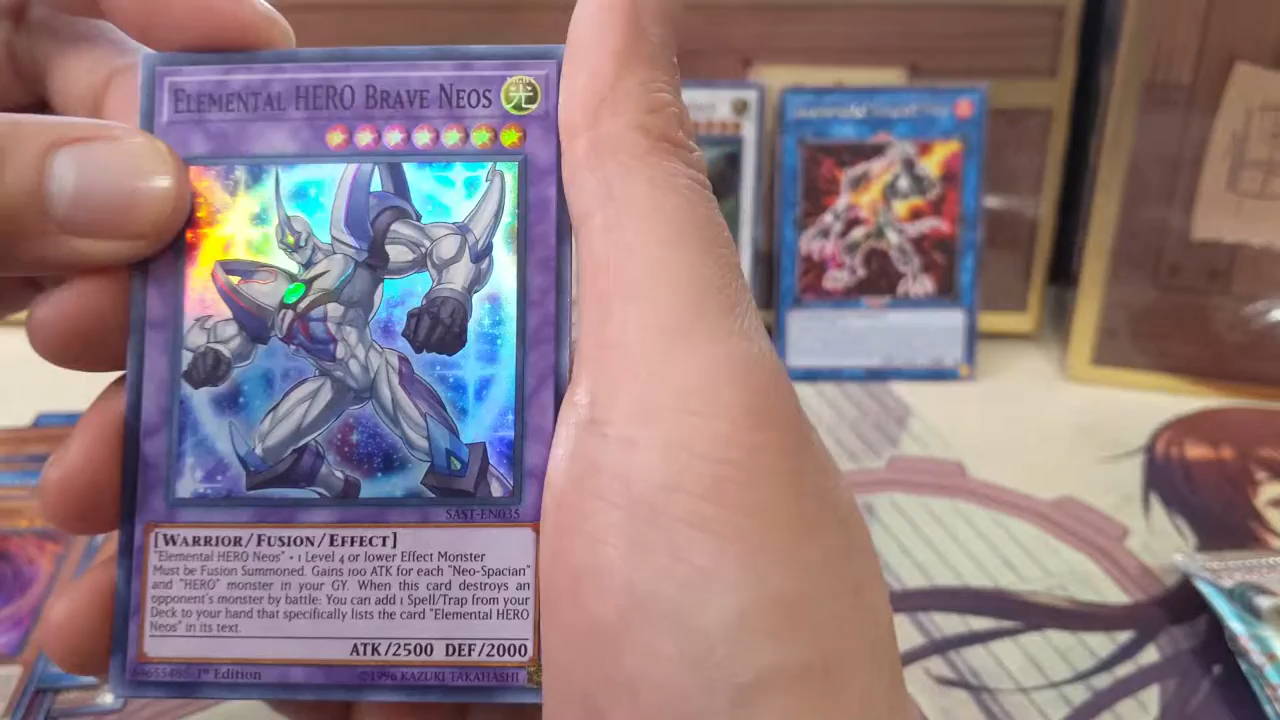 ELEMENTAL HERO BRAVE NEOS
光
SAST-EN035
[WARRIOR/FUSION/EFFECT]
"Elemental HERO Neos" + 1 Level 4 or lower Effect Monster
Must be Fusion Summoned. Gains 100 ATK for each "Neo-Spacian"
and "HERO" monster in your GY. When this card destroys an
opponent's monster by battle: You can add 1 Spell/Trap from your
Deck to your hand that specifically lists the card "Elemental HERO
Neos" in its text.
ATK/2500 DEF/2000
1ST Edition
©1996 KAZUKI TAKAHASHI